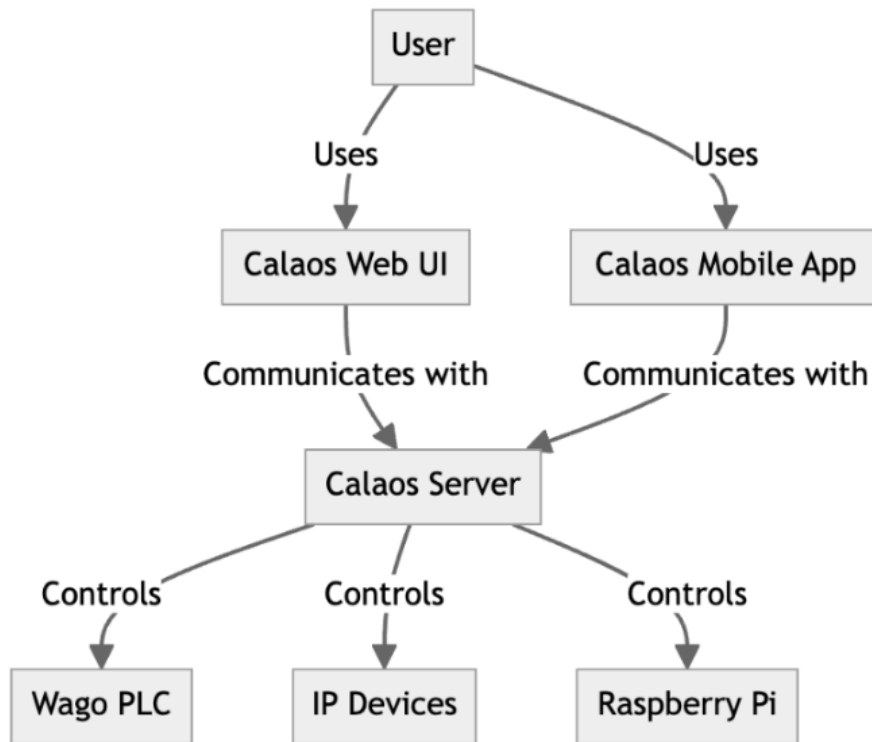 User
Uses
Uses
Calaos Web UI
Calaos Mobile App
Communicates with
Communicates with
Calaos Server
Controls
Controls
Controls
Wago PLC
IP Devices
Raspberry Pi